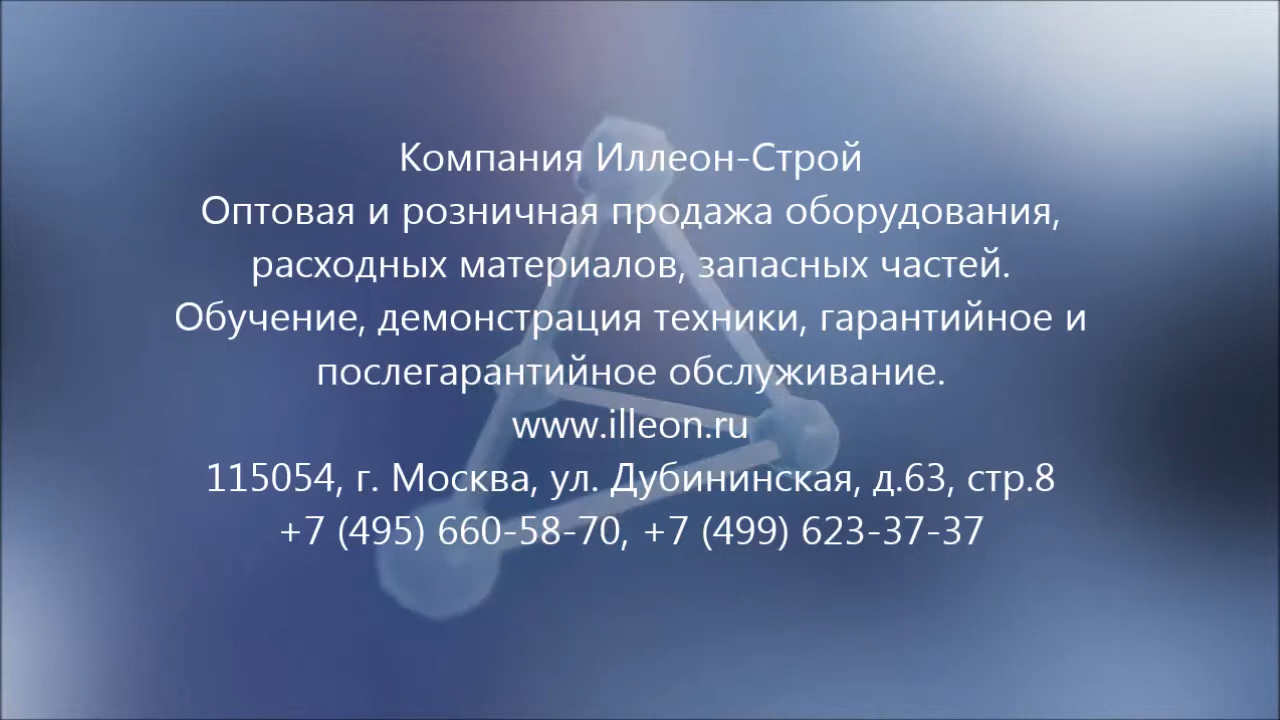 Компания Иллеон-Строй
Оптовая и розничная продажа оборудования,
расходных материалов, запасных частей.
Обучение, демонстрация техники, гарантийное и
послегарантийное обслуживание.
www.illeon.ru
115054, г. Москва, ул. Дубининская, д.63, стр.8
+7 (495) 660-58-70, +7 (499) 623-37-37